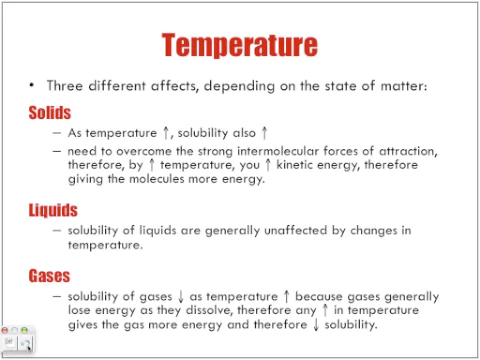 Temperature
• Three different affects, depending on the state of matter:
Solids
– As temperature ↑, solubility also ↑
– need to overcome the strong intermolecular forces of attraction,
therefore, by ↑ temperature, you ↑ kinetic energy, therefore
giving the molecules more energy.
Liquids
– solubility of liquids are generally unaffected by changes in
temperature.
Gases
– solubility of gases ↓ as temperature ↑ because gases generally
lose energy as they dissolve, therefore any ↑ in temperature
gives the gas more energy and therefore ↓ solubility.